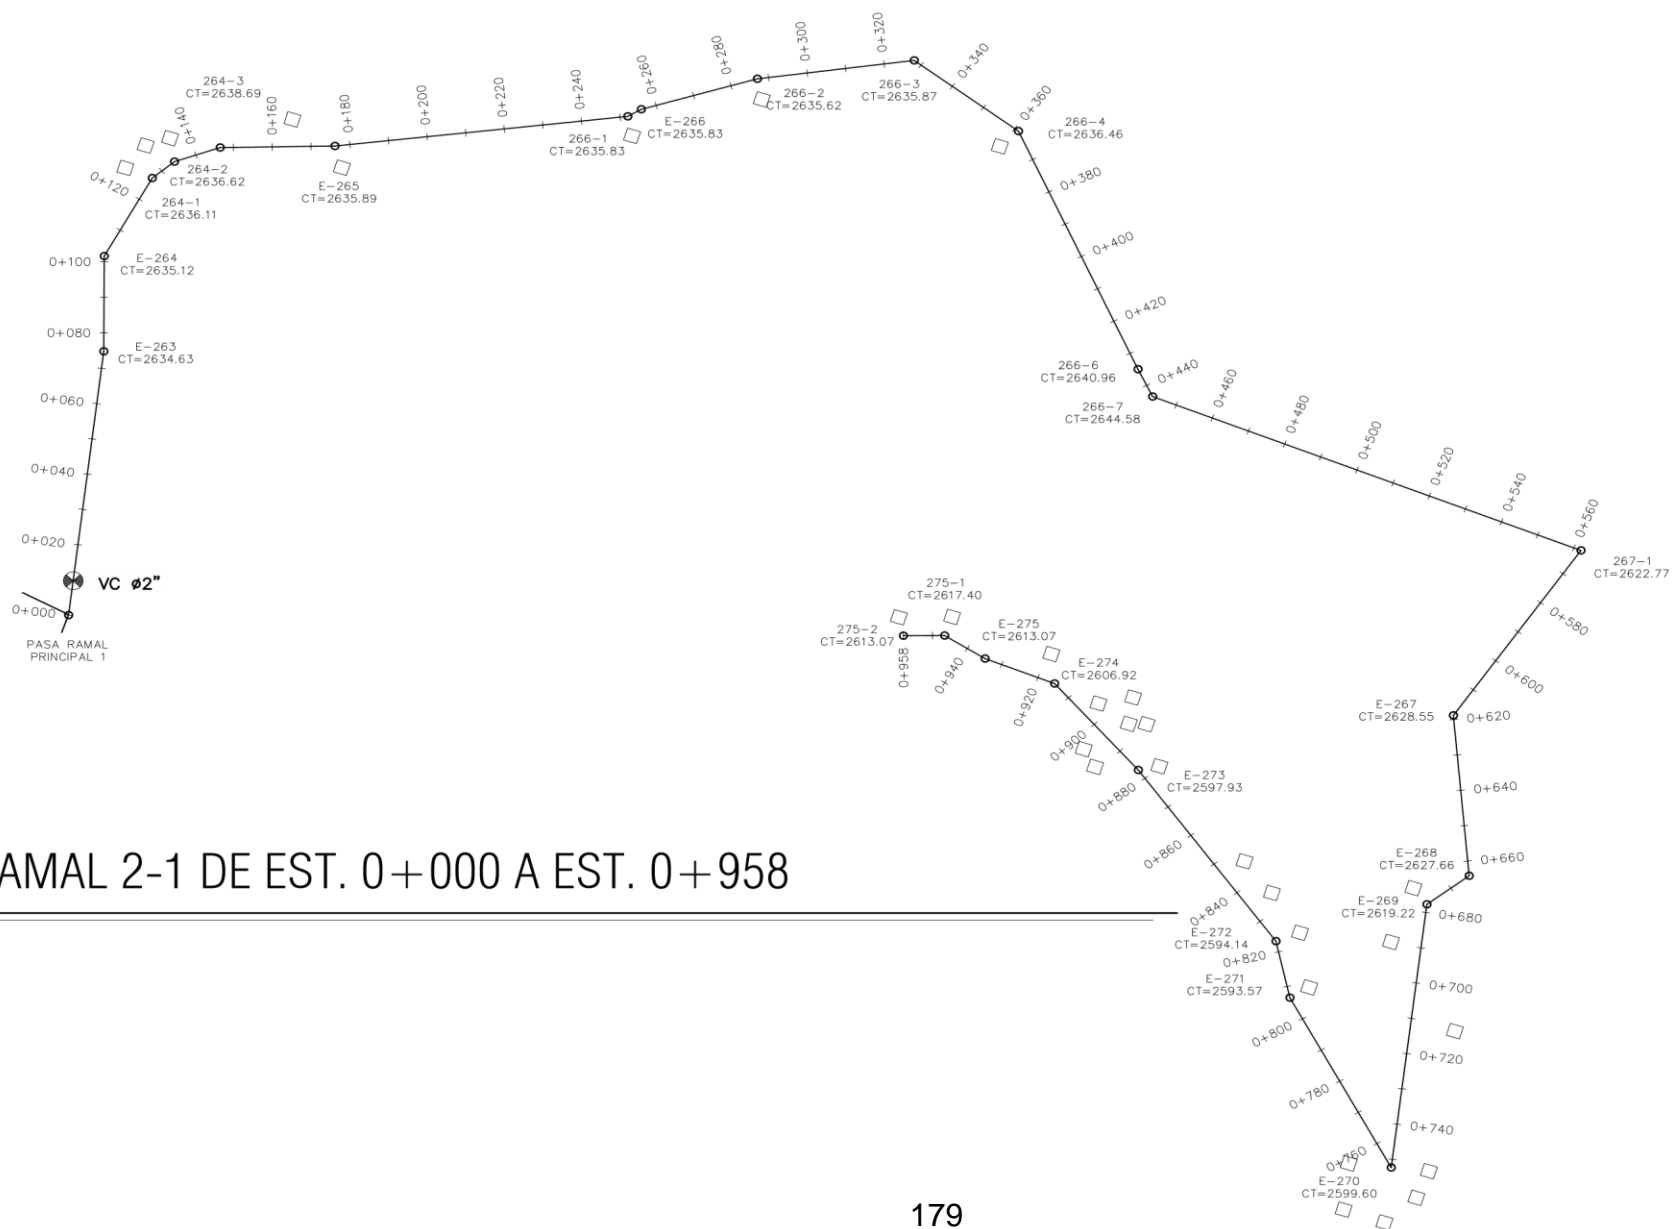 0+000
PASA RAMAL
PRINCIPAL 1
VC ø2”
0+020
0+040
0+060
E-263
CT=2634.63
0+080
0+100
E-264
CT=2635.12
0+120
264-1
CT=2636.11
264-2
CT=2636.62
0+140
264-3
CT=2638.69
0+160
0+180
E-265
CT=2635.89
0+200
0+220
0+240
266-1
CT=2635.83
0+260
E-266
CT=2635.83
0+280
266-2
CT=2635.62
0+300
0+320
266-3
CT=2635.87
0+340
0+360
266-4
CT=2636.46
0+380
0+400
0+420
266-6
CT=2640.96
0+440
266-7
CT=2644.58
0+460
0+480
0+500
0+520
0+540
0+560
267-1
CT=2622.77
0+580
0+600
E-267
CT=2628.55
0+620
0+640
0+660
E-268
CT=2627.66
E-269
CT=2619.22
0+680
0+700
0+720
0+740
E-270
CT=2599.60
0+760
0+780
0+800
E-271
CT=2593.57
0+820
E-272
CT=2594.14
0+840
0+860
0+880
E-273
CT=2597.93
0+900
E-274
CT=2606.92
0+920
E-275
CT=2613.07
0+940
275-1
CT=2617.40
275-2
CT=2613.07
0+958
AMAL 2-1 DE EST. 0+000 A EST. 0+958
179